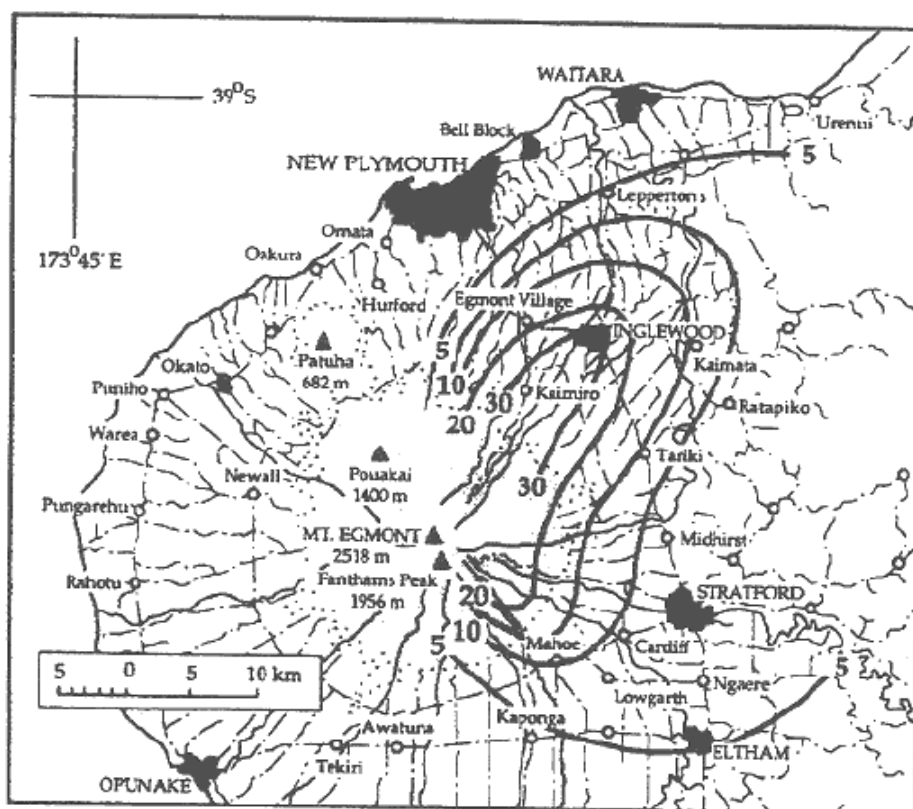 WAITARA
39°S
Urenui
Bell Block
5
NEW PLYMOUTH
Lepperton
Omata
173°45' E
Oakura
Egmont Village
Hurford
INGLEWOOD
5
Patuha
682 m
Kaimata
Okato
10
Puniho
30
Kaimiro
Ratapiko
20
Warea
Tariki
Pouakai
1400 m
Newall
30
Pungarehu
MT. EGMONT
2518 m
Midhirst
Fanthams Peak
1956 m
Rahotu
20
STRATFORD
10
5
Mahoe
Cardiff
5 0 5 10 km
5
Lowgarth
Ngaere
Kaponga
Awatuna
ELTHAM
Tekiri
OPUNAKE